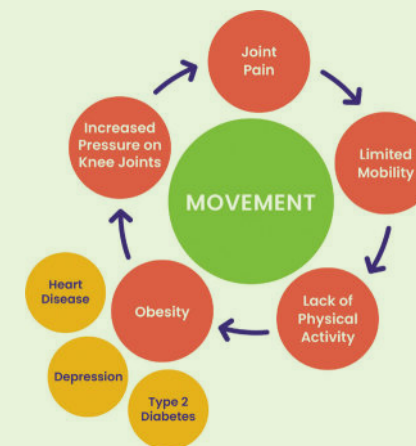 Joint
Pain
Increased
Pressure on
Knee Joints
Limited
Mobility
MOVEMENT
Heart
Disease
Obesity
Lack of
Physical
Activity
Depression
Type 2
Diabetes